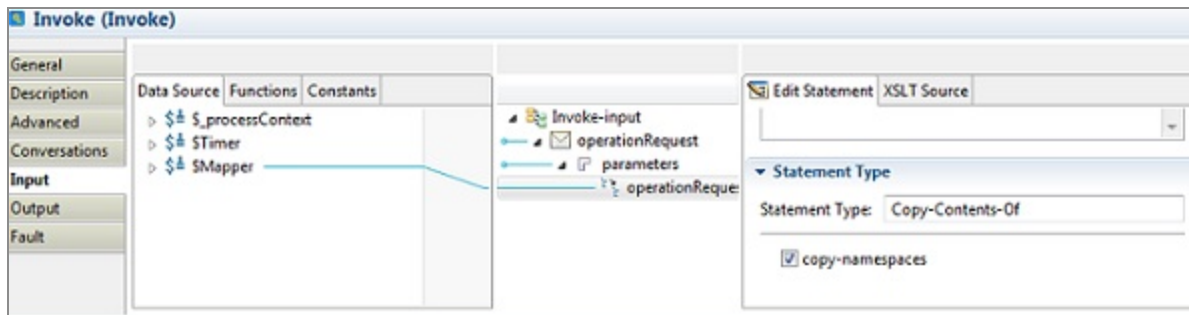 Invoke (Invoke)
General
Description
Advanced
Conversations
Input
Output
Fault
Data Source Functions Constants
$_processContext
$Timer
$Mapper
Invoke-input
operationRequest
parameters
operationReque
Edit Statement XSLT Source
Statement Type
Statement Type: Copy-Contents-Of
copy-namespaces